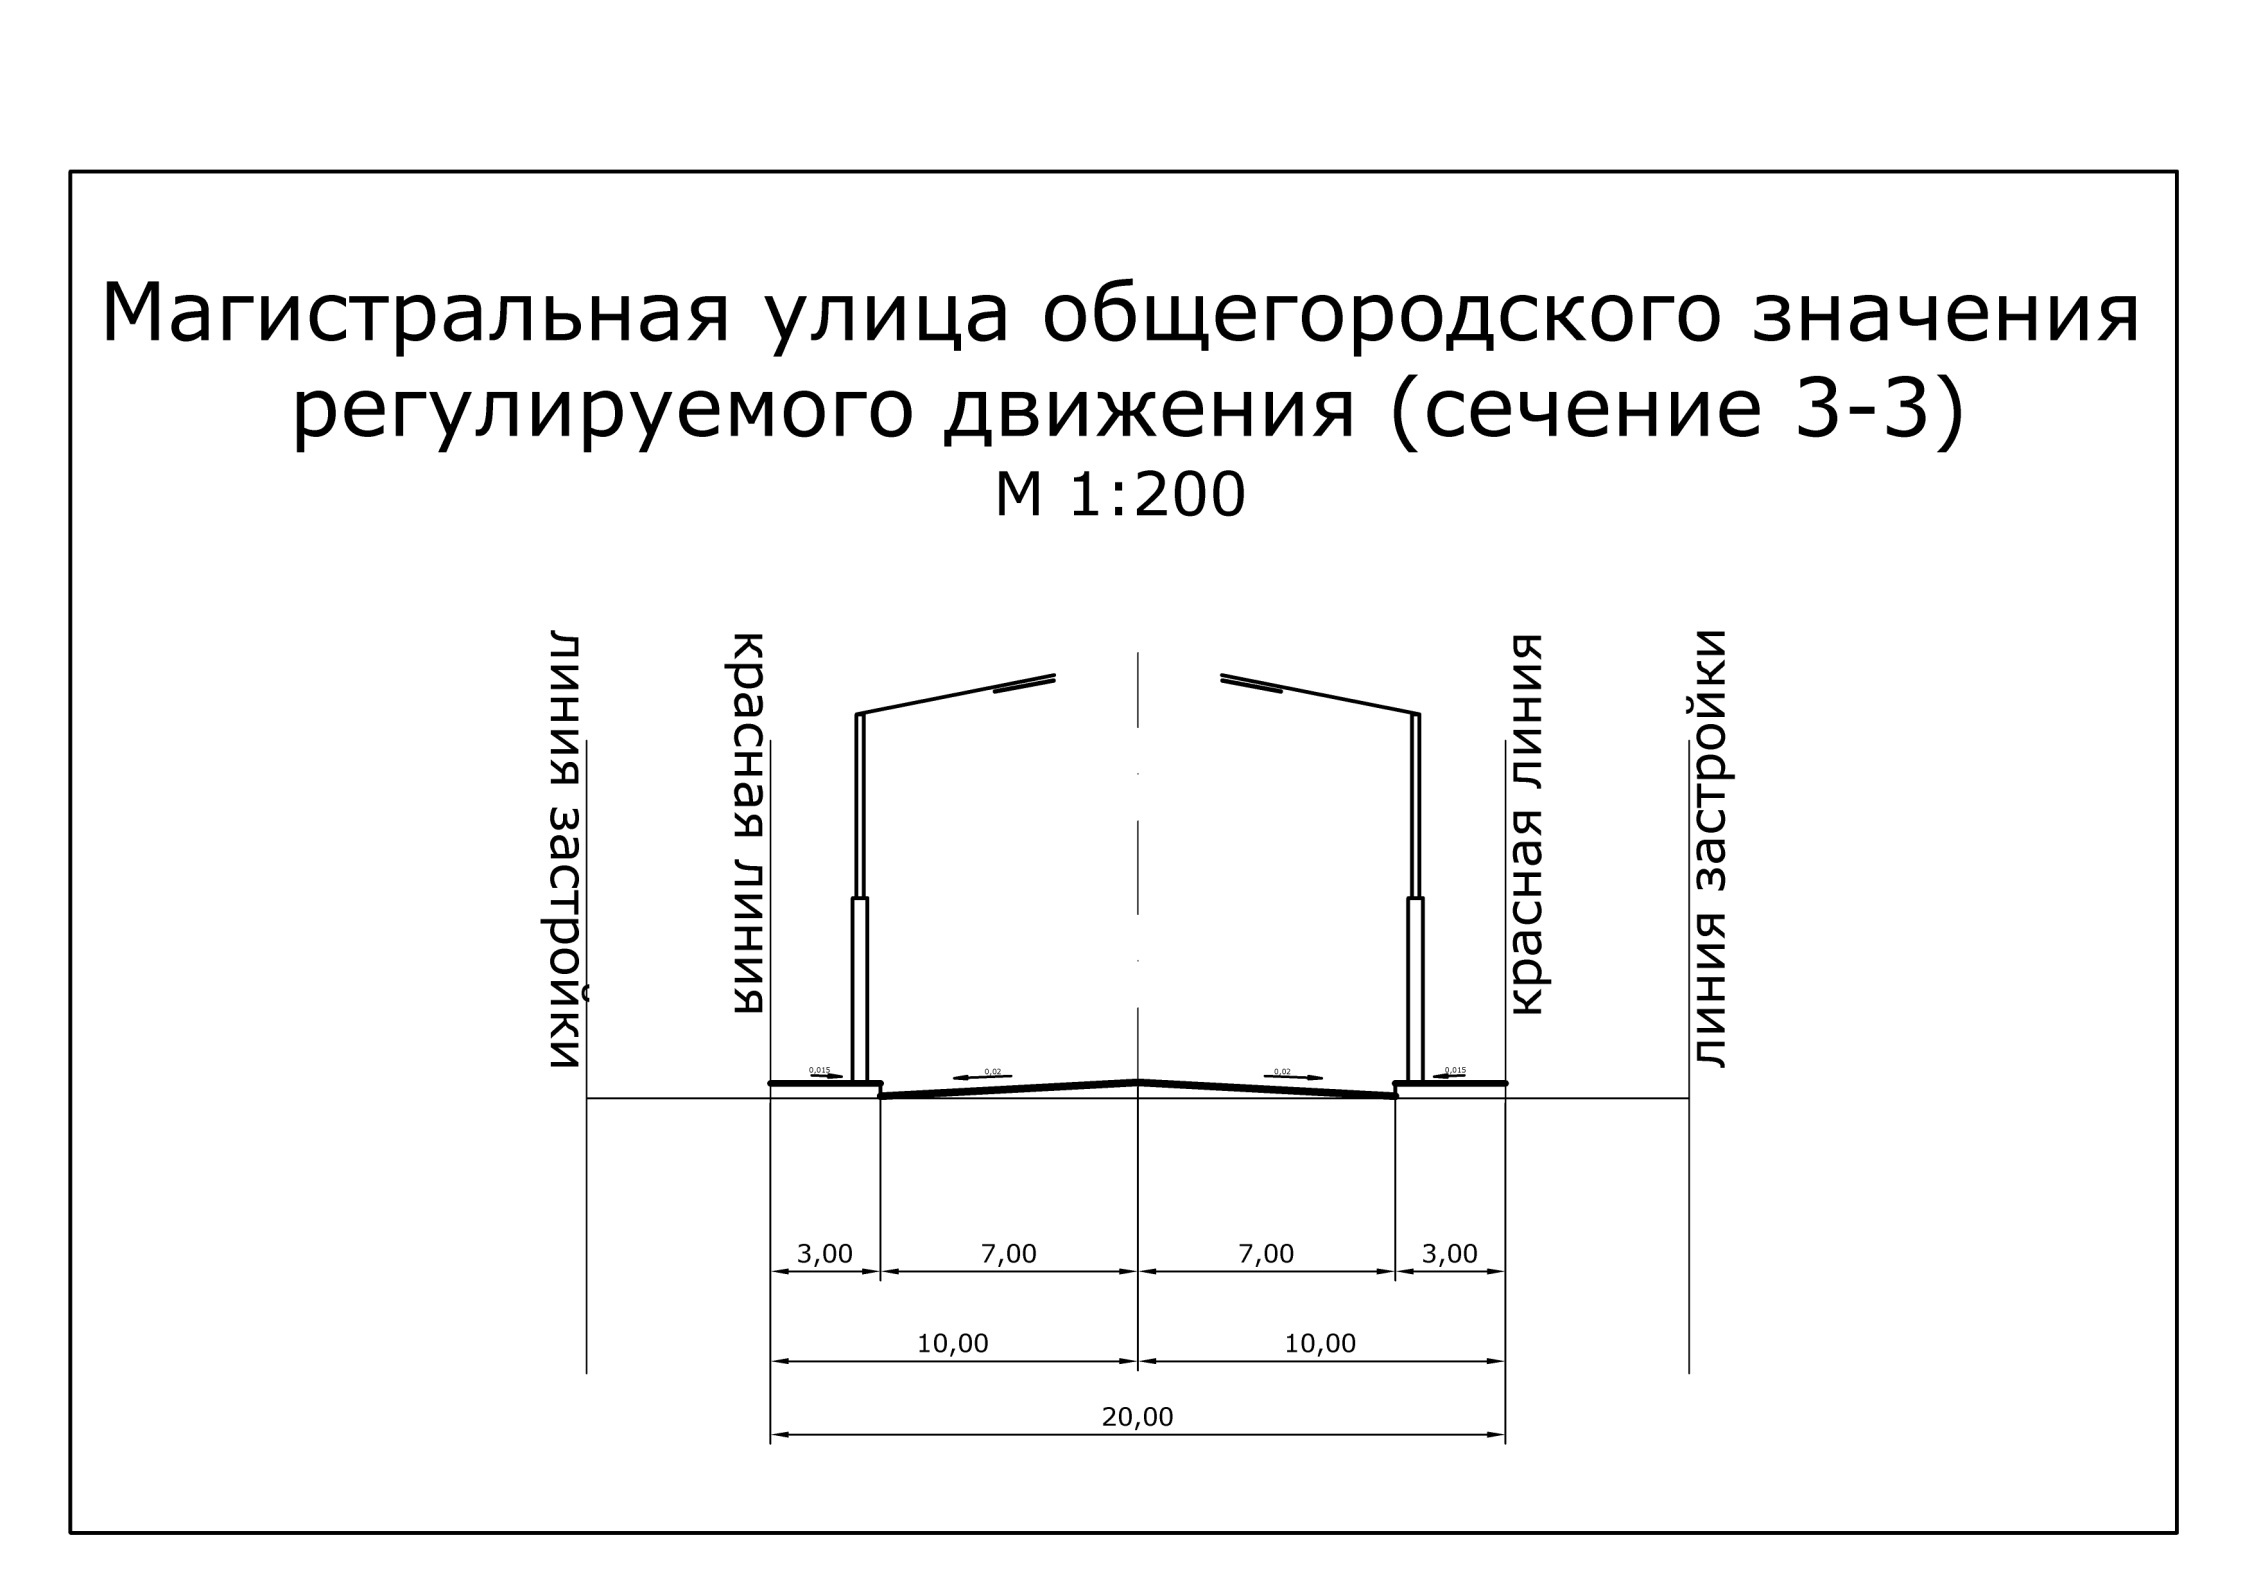 Магистральная улица общегородского значения
регулируемого движения (сечение 3-3)
М 1:200
линия застройки
красная линия
красная линия
линия застройки
0,015
0,02
0,02
0,015
3,00
7,00
7,00
3,00
10,00
10,00
20,00